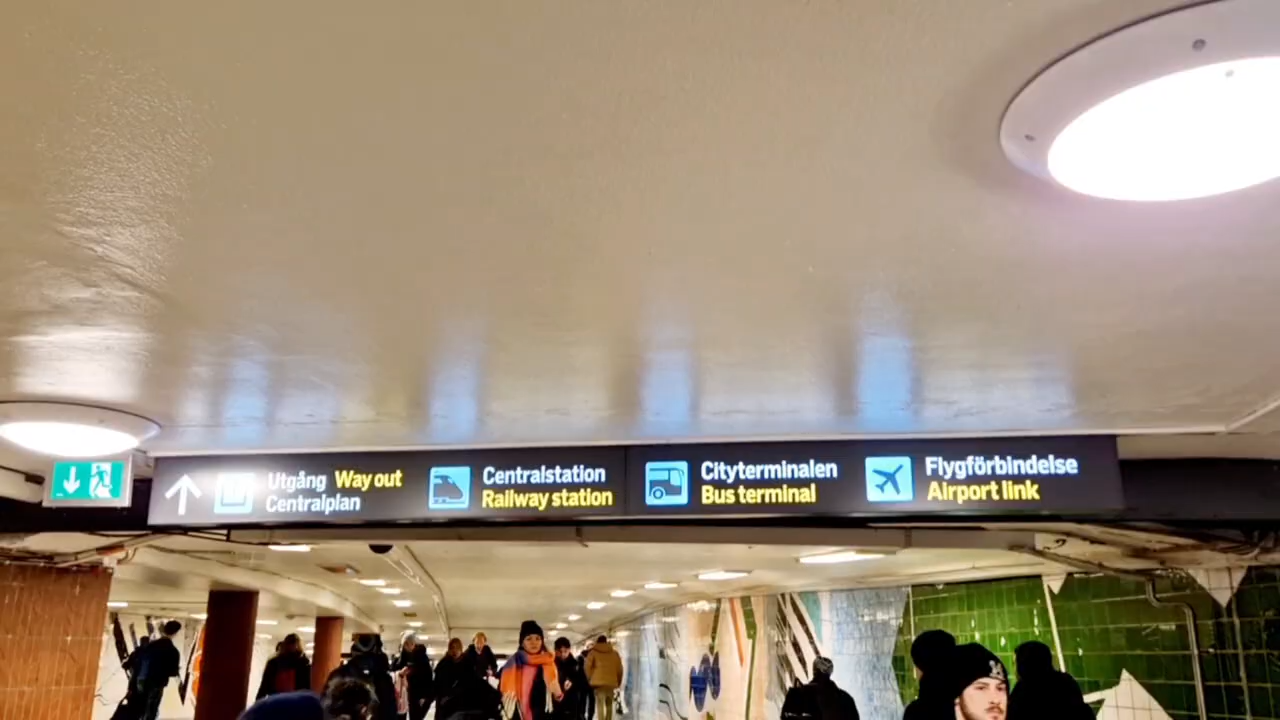 Utgång Way out
Centralplan
Centralstation
Railway station
Cityterminalen
Bus terminal
Flygförbindelse
Airport link